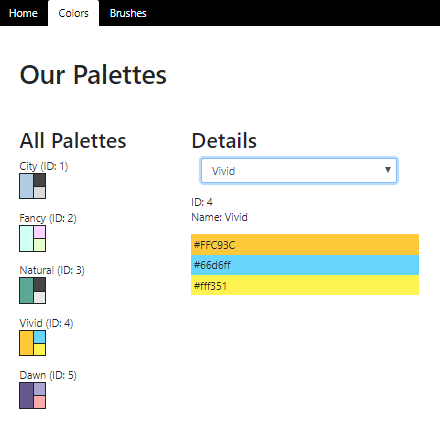 Home Colors Brushes
Our Palettes
All Palettes
City (ID: 1)
Fancy (ID: 2)
Natural (ID: 3)
Vivid (ID: 4)
Dawn (ID: 5)
Details
Vivid
ID: 4
Name: Vivid
#FFC93C
#66d6ff
#fff351